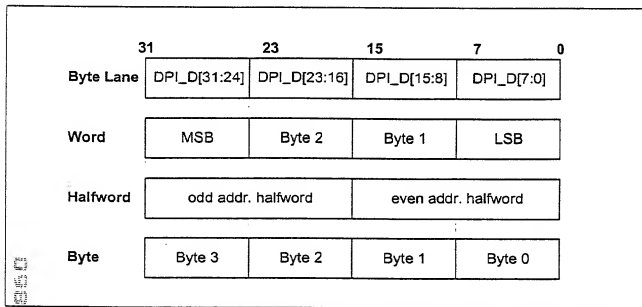 31 23 15 7 0
Byte Lane DPI_D[31:24] DPI_D[23:16] DPI_D[15:8] DPI_D[7:0]
Word MSB Byte 2 Byte 1 LSB
Halfword odd addr. halfword even addr. halfword
Byte Byte 3 Byte 2 Byte 1 Byte 0